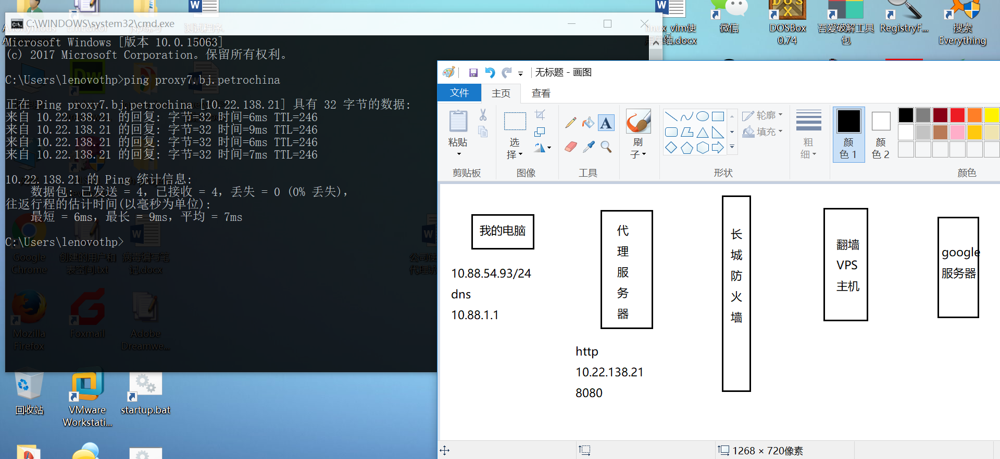 C:\WINDOWS\system32\cmd.exe
Microsoft Windows [版本 10.0.15063]
(c) 2017 Microsoft Corporation。保留所有权利。
C:\Users\lenovothp>ping proxy7.bj.petrochina
正在 Ping proxy7.bj.petrochina [10.22.138.21] 具有 32 字节的数据:
来自 10.22.138.21 的回复: 字节=32 时间=6ms TTL=246
来自 10.22.138.21 的回复: 字节=32 时间=9ms TTL=246
来自 10.22.138.21 的回复: 字节=32 时间=6ms TTL=246
来自 10.22.138.21 的回复: 字节=32 时间=7ms TTL=246
10.22.138.21 的 Ping 统计信息:
数据包: 已发送 = 4，已接收 = 4，丢失 = 0 (0% 丢失)，
往返行程的估计时间(以毫秒为单位):
最短 = 6ms，最长 = 9ms，平均 = 7ms
C:\Users\lenovothp>
Google
Chrome
创建的用户和
表空间.txt
病毒编写笔
记.docx
Mozilla
Firefox
Foxmail
Adobe
Dreamwe...
回收站
VMware
Workstati...
startup.bat
微信
DOSBox
0.74
吾爱破解工具
包
RegistryF...
搜索
Everything
无标题 - 画图
文件
主页
查看
粘贴
剪贴板
选
择
图像
A
工具
刷
子
形状
轮廓
填充
粗
细
颜
色 1
颜
色 2
颜色
我的电脑
10.88.54.93/24
dns
10.88.1.1
代
理
服
务
器
http
10.22.138.21
8080
长
城
防
火
墙
翻墙
VPS
主机
google
服务器
1268 × 720像素